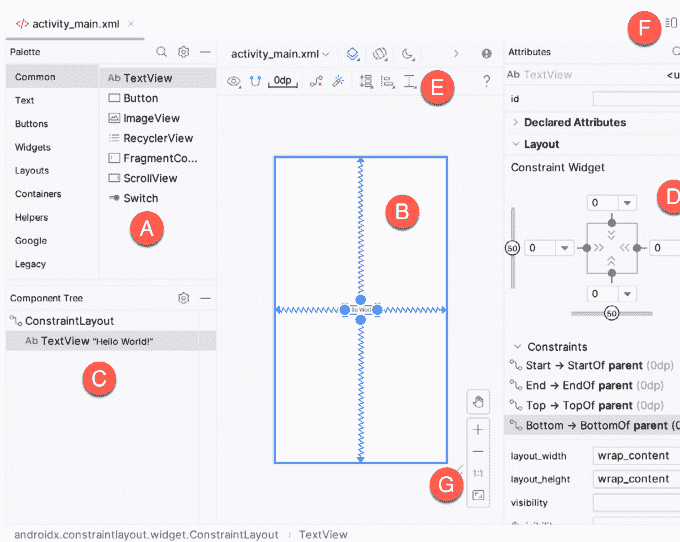 activity_main.xml
F
Palette
activity_main.xml
Attributes
Common
Ab TextView
Ab TextView
<u
Text
Button
0dp
E
?
id
Buttons
ImageView
Declared Attributes
Widgets
RecyclerView
Layout
Layouts
FragmentCo...
Constraint Widget
Containers
ScrollView
D
Helpers
Switch
B
0
Google
A
50
0
0
Legacy
0
Component Tree
50
ConstraintLayout
Ab TextView "Hello World!"
Constraints
C
Start → StartOf parent (0dp)
End → EndOf parent (0dp)
Top → TopOf parent (0dp)
Bottom → BottomOf parent (0
layout_width
wrap_content
1:1
layout_height
wrap_content
G
visibility
androidx.constraintlayout.widget.ConstraintLayout › TextView